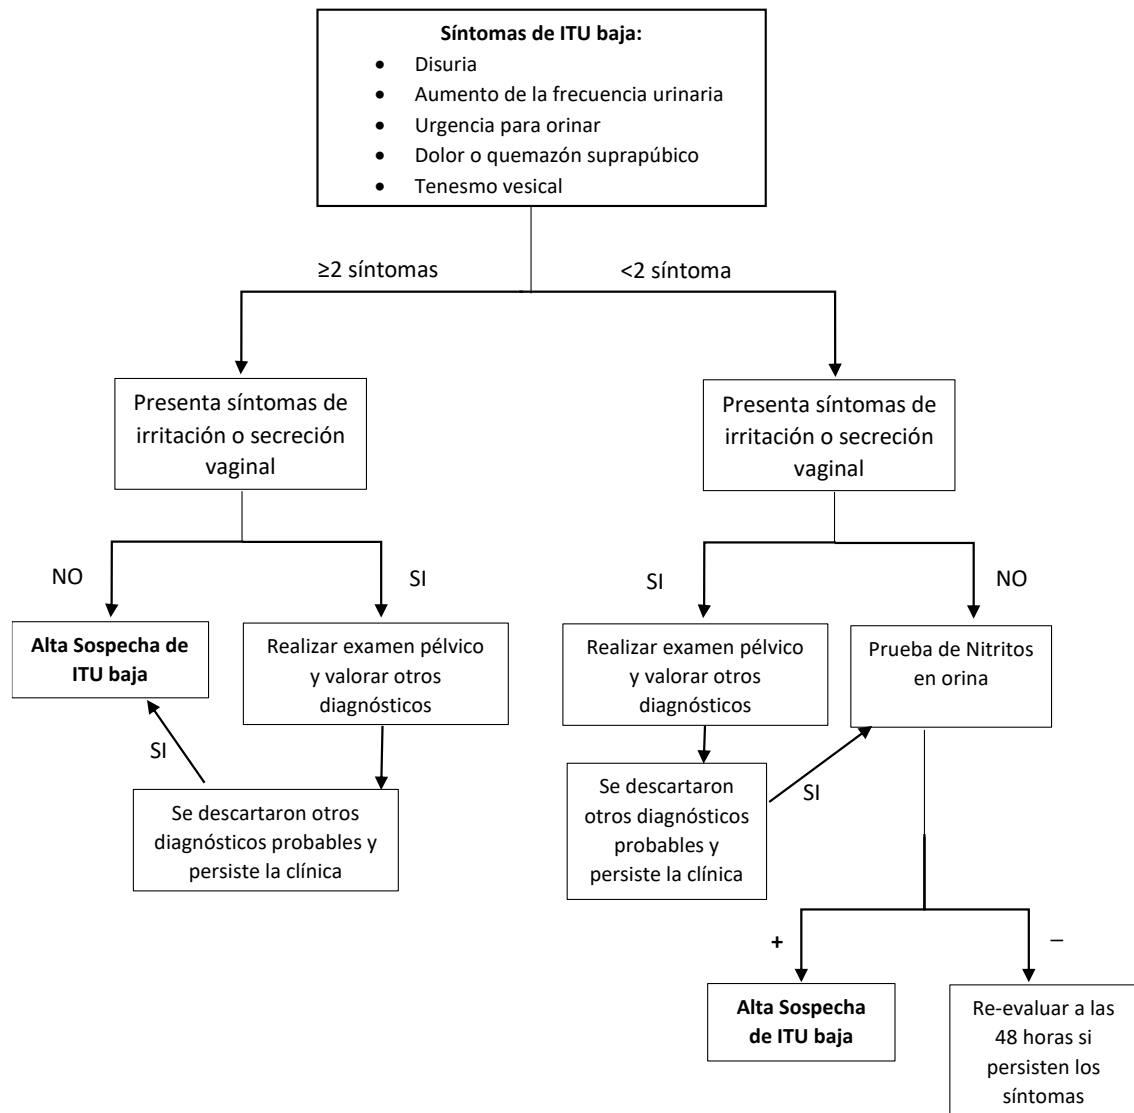 Síntomas de ITU baja:
• Disuria
• Aumento de la frecuencia urinaria
• Urgencia para orinar
• Dolor o quemazón suprapúbico
• Tenesmo vesical
≥2 síntomas
<2 síntoma
Presenta síntomas de
irritación o secreción
vaginal
Presenta síntomas de
irritación o secreción
vaginal
NO
SI
SI
NO
Alta Sospecha de
ITU baja
Realizar examen pélvico
y valorar otros
diagnósticos
Realizar examen pélvico
y valorar otros
diagnósticos
Prueba de Nitritos
en orina
SI
Se descartaron otros
diagnósticos probables y
persiste la clínica
Se descartaron
otros diagnósticos
probables y
persiste la clínica
SI
+
–
Alta Sospecha
de ITU baja
Re-evaluar a las
48 horas si
persisten los
síntomas